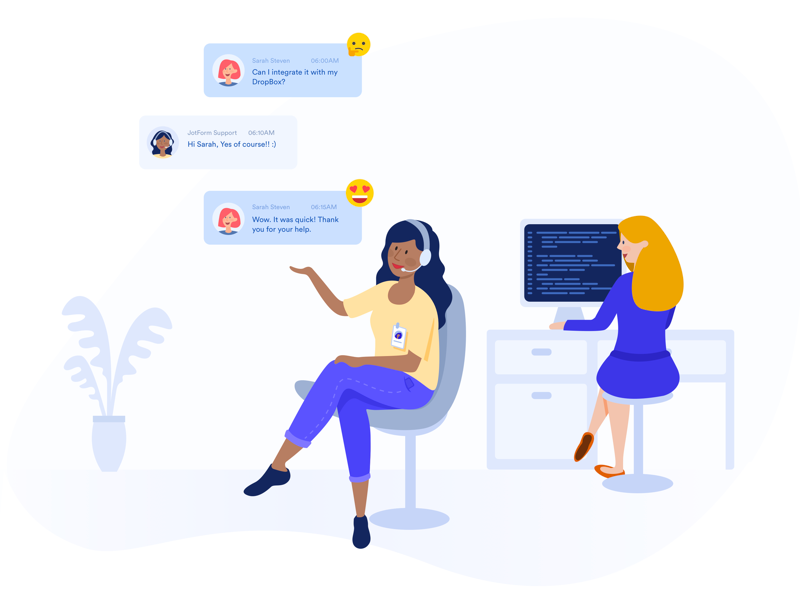 Sarah Steven 06:00AM
Can I integrate it with my
DropBox?
JotForm Support 06:10AM
Hi Sarah, Yes of course!! :)
Sarah Steven 06:15AM
Wow. It was quick! Thank
you for your help.